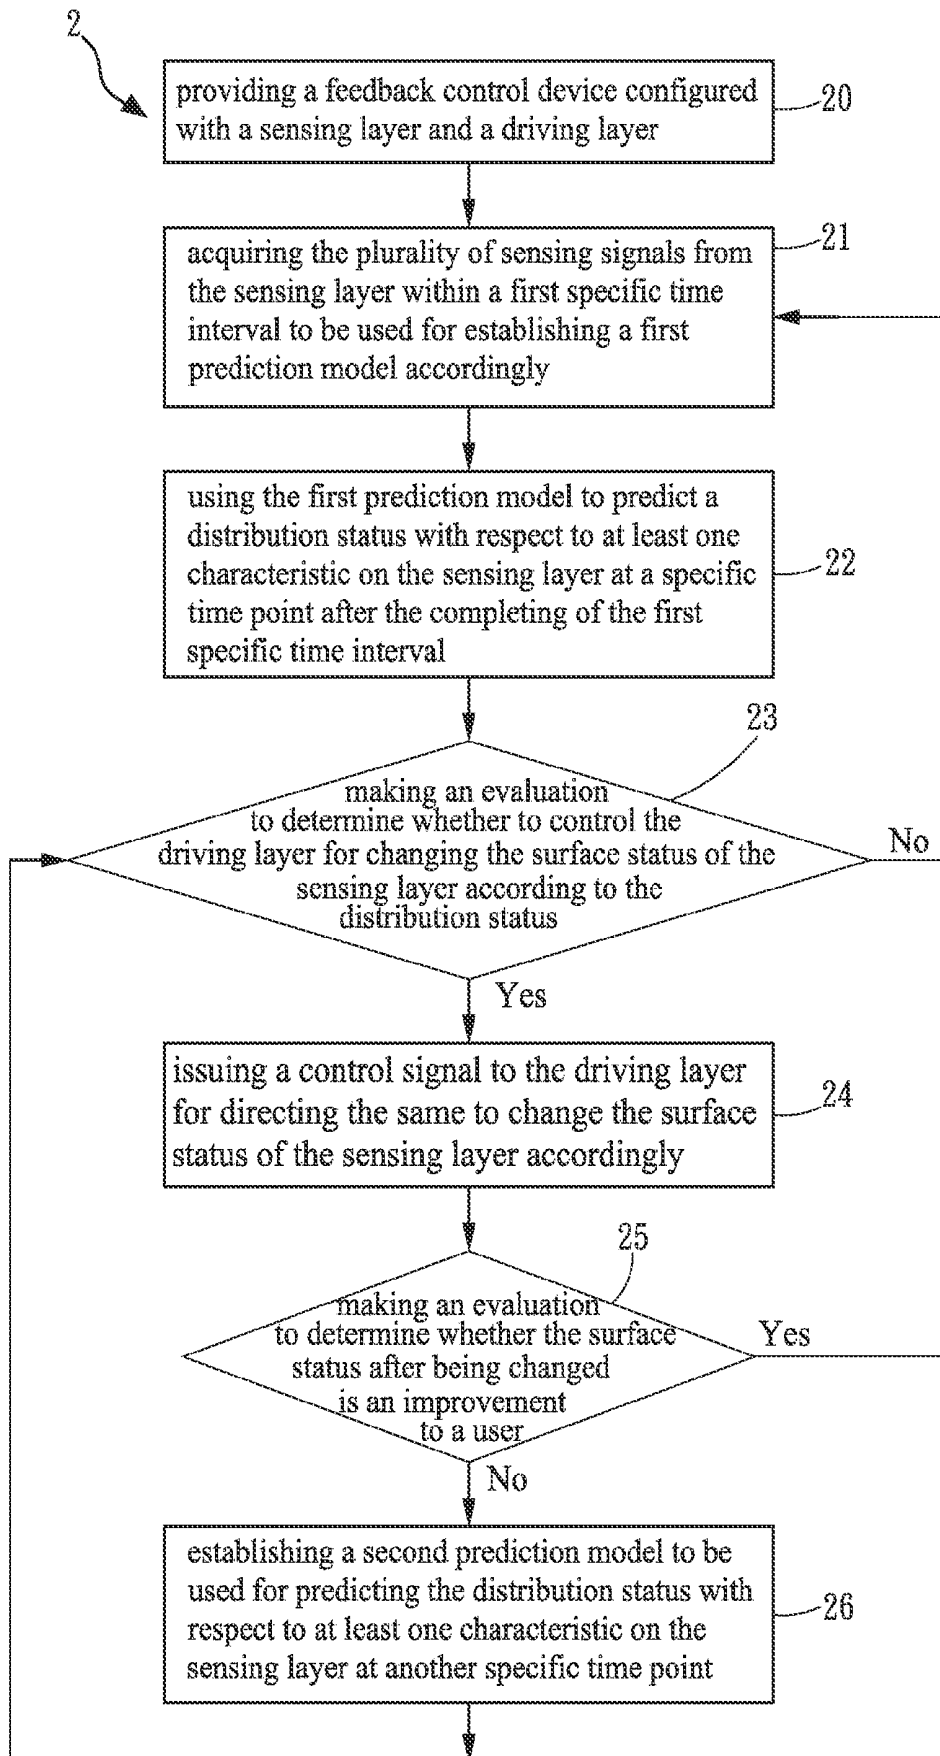 2
providing a feedback control device configured
with a sensing layer and a driving layer
20
acquiring the plurality of sensing signals from
the sensing layer within a first specific time
interval to be used for establishing a first
prediction model accordingly
21
using the first prediction model to predict a
distribution status with respect to at least one
characteristic on the sensing layer at a specific
time point after the completing of the first
specific time interval
22
23
making an evaluation
to determine whether to control the
driving layer for changing the surface status of the
sensing layer according to the
distribution status
No
Yes
issuing a control signal to the driving layer
for directing the same to change the surface
status of the sensing layer accordingly
24
25
making an evaluation
to determine whether the surface
status after being changed
is an improvement
to a user
Yes
No
establishing a second prediction model to be
used for predicting the distribution status with
respect to at least one characteristic on the
sensing layer at another specific time point
26